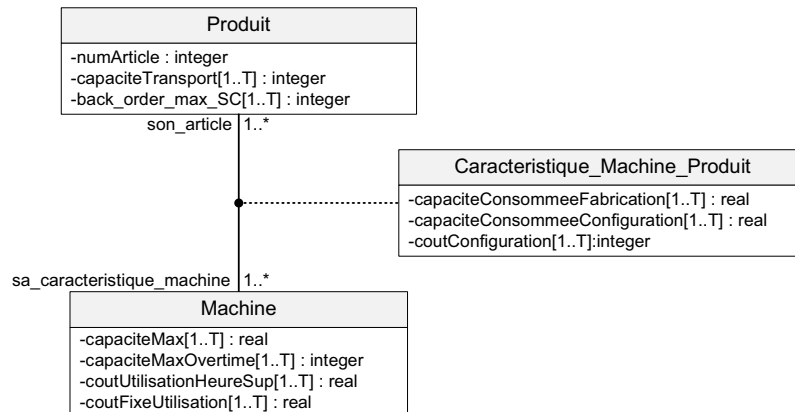 Produit
-numArticle : integer
-capaciteTransport[1..T] : integer
-back_order_max_SC[1..T] : integer
son_article 1..*
Caracteristique_Machine_Produit
-capaciteConsommeeFabrication[1..T] : real
-capaciteConsommeeConfiguration[1..T] : real
-coutConfiguration[1..T]:integer
sa_caracteristique_machine 1..*
Machine
-capaciteMax[1..T] : real
-capaciteMaxOvertime[1..T] : integer
-coutUtilisationHeureSup[1..T] : real
-coutFixeUtilisation[1..T] : real